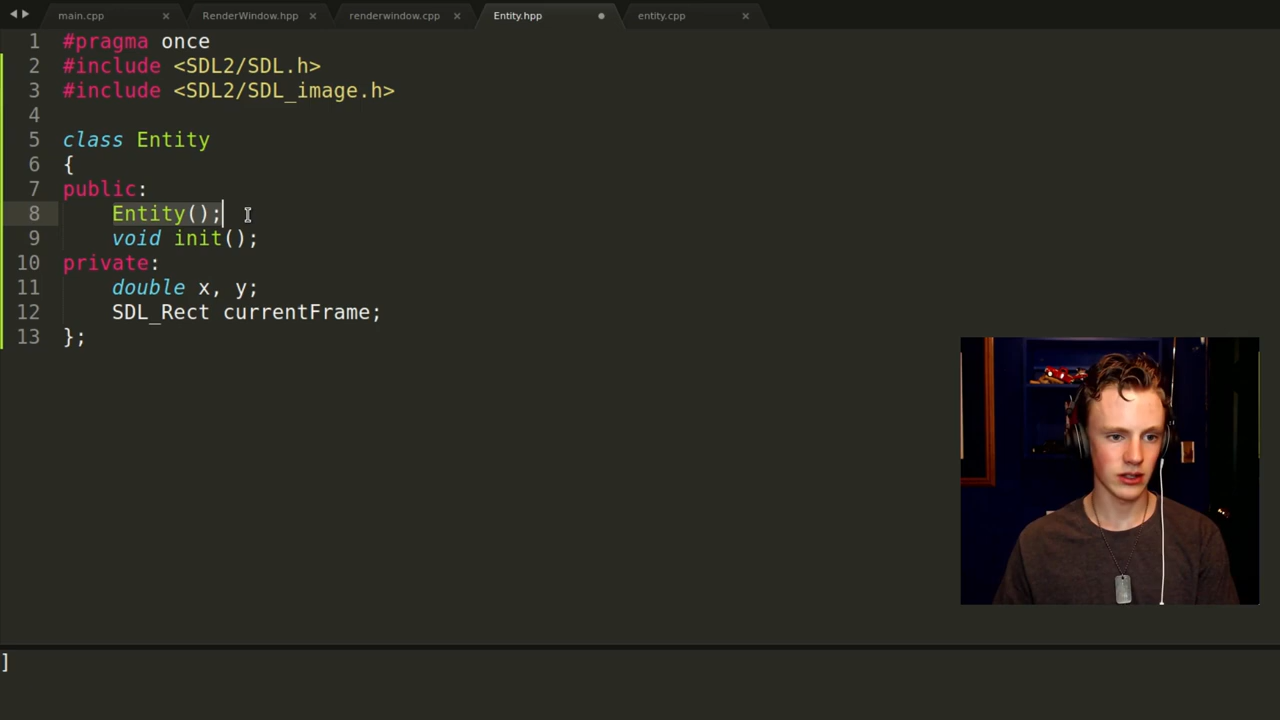 main.cpp × RenderWindow.hpp × renderwindow.cpp × Entity.hpp entity.cpp ×
1 #pragma once
2 #include <SDL2/SDL.h>
3 #include <SDL2/SDL_image.h>
4
5 class Entity
6 {
7 public:
8 Entity();
9 void init();
10 private:
11 double x, y;
12 SDL_Rect currentFrame;
13 };
]